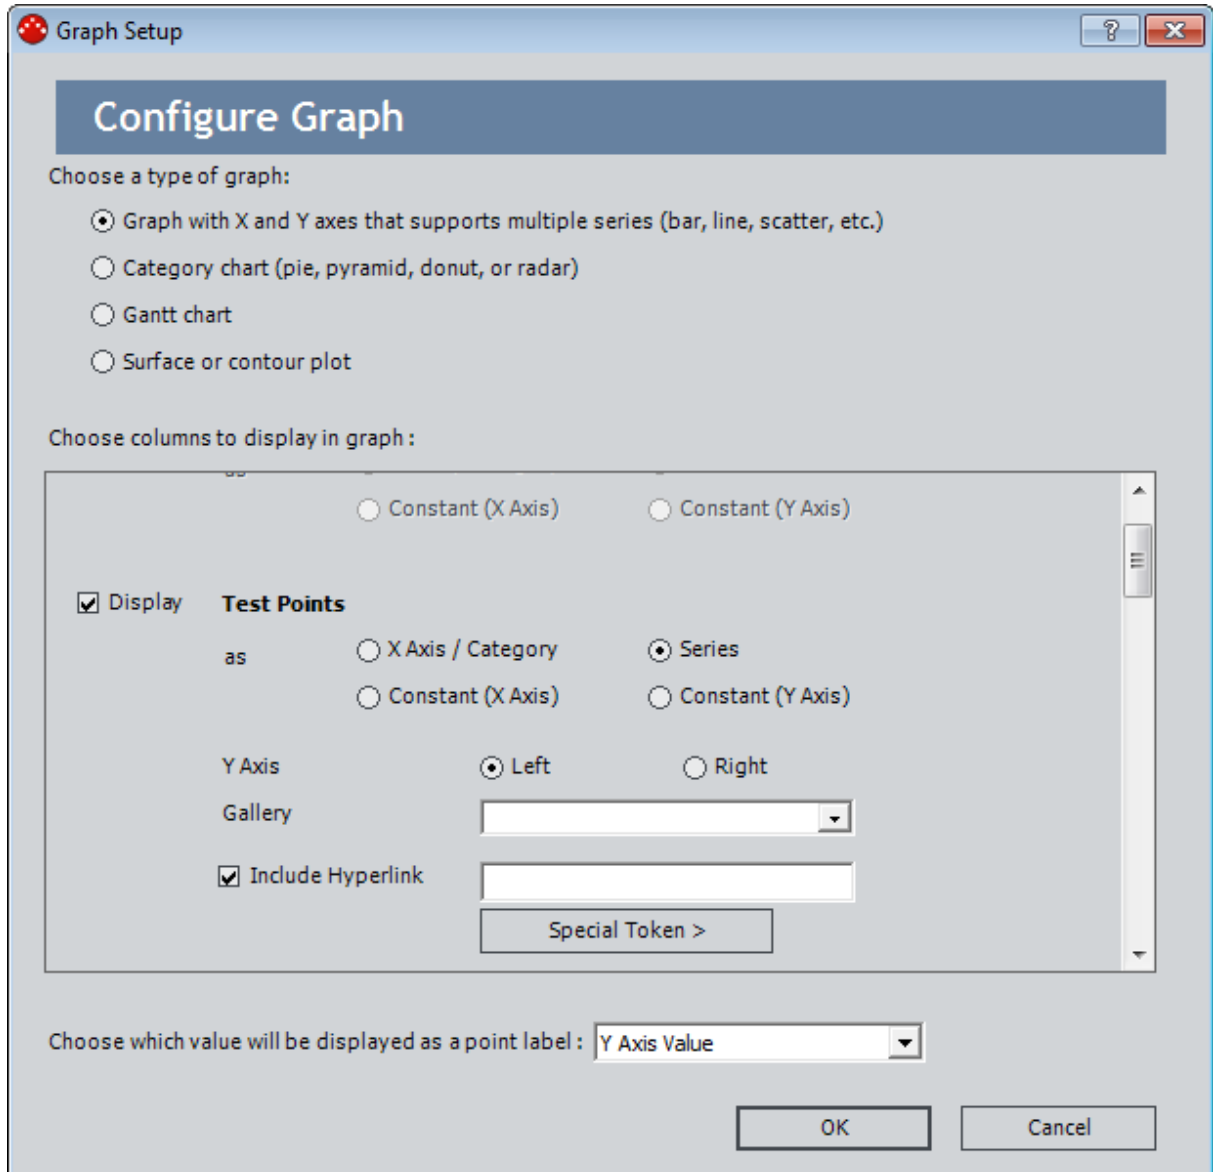 Graph Setup
Configure Graph
Choose a type of graph:
Graph with X and Y axes that supports multiple series (bar, line, scatter, etc.)
Category chart (pie, pyramid, donut, or radar)
Gantt chart
Surface or contour plot
Choose columns to display in graph :
Constant (X Axis) Constant (Y Axis)
Display Test Points
as X Axis / Category Series
Constant (X Axis) Constant (Y Axis)
Y Axis Left Right
Gallery
Include Hyperlink
Special Token >
Choose which value will be displayed as a point label : Y Axis Value
OK Cancel